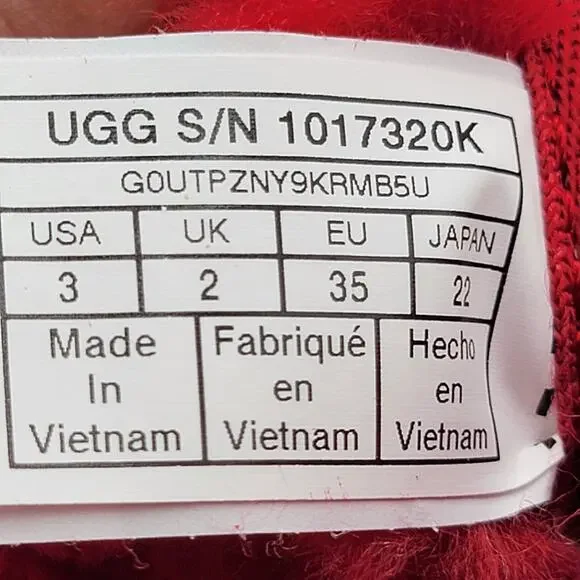 UGG S/N 1017320K
G0UTPZNY9KRMB5U
USA UK EU JAPAN
3 2 35 22
Made In Vietnam
Fabriqué en Vietnam
Hecho en Vietnam